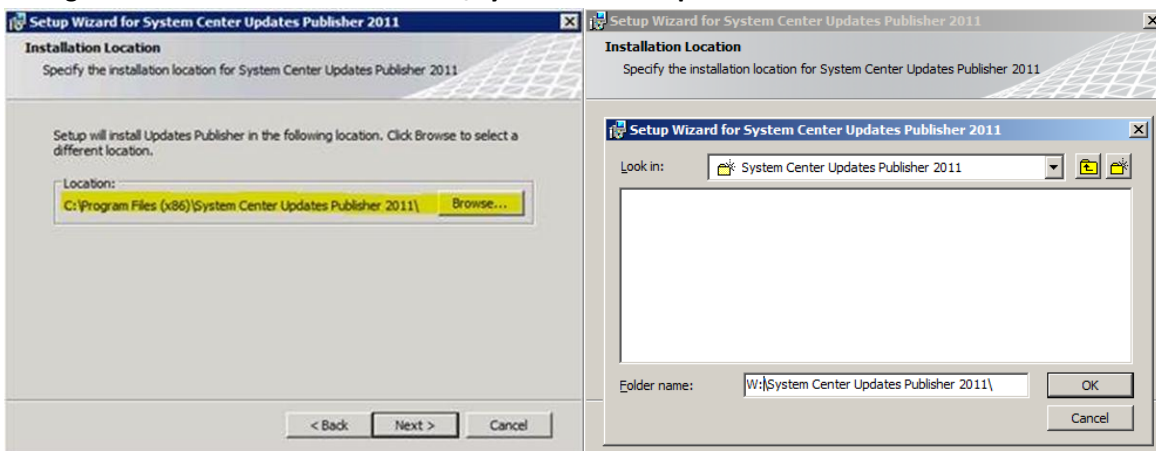 Setup Wizard for System Center Updates Publisher 2011
Installation Location
Specify the installation location for System Center Updates Publisher 2011
Setup will install Updates Publisher in the following location. Click Browse to select a
different location.
Location:
C:\Program Files (x86)\System Center Updates Publisher 2011\
Browse...
< Back
Next >
Cancel
Setup Wizard for System Center Updates Publisher 2011
Installation Location
Specify the installation location for System Center Updates Publisher 2011
Setup Wizard for System Center Updates Publisher 2011
Look in:
System Center Updates Publisher 2011
Folder name:
W:\System Center Updates Publisher 2011\
OK
Cancel